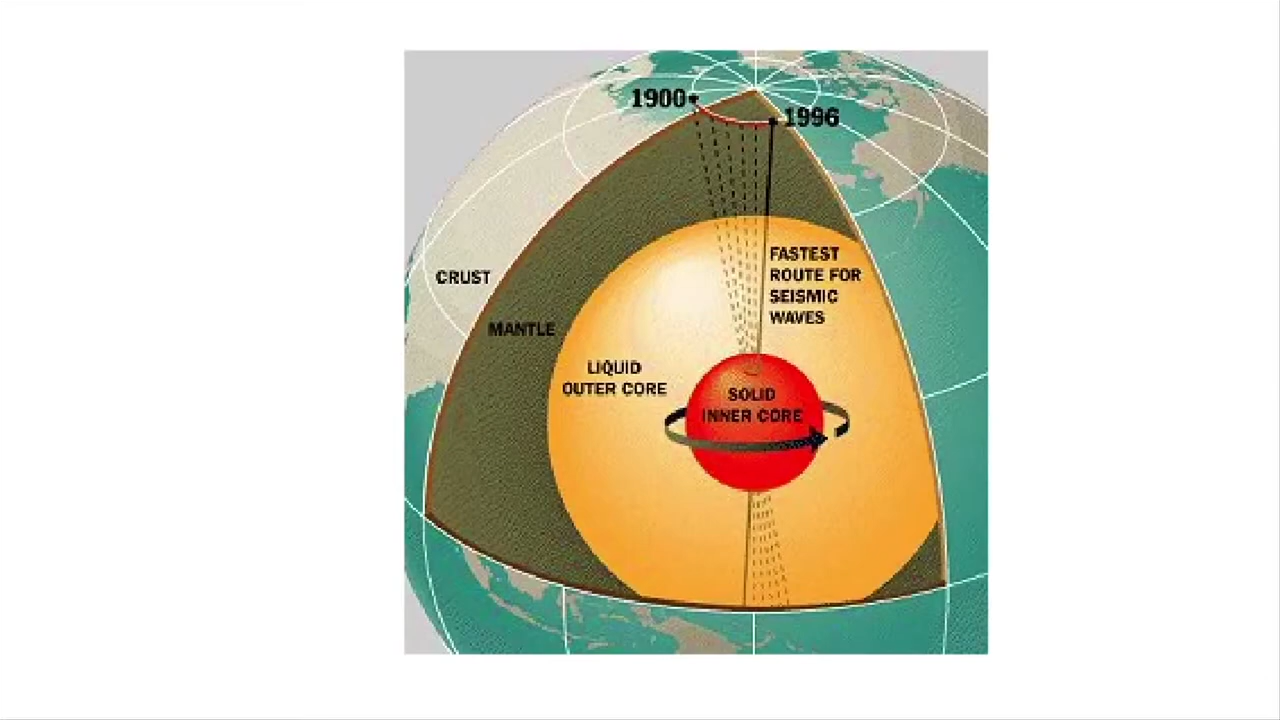 1900
1996
FASTEST
ROUTE FOR
SEISMIC
WAVES
CRUST
MANTLE
LIQUID
OUTER CORE
SOLID
INNER CORE